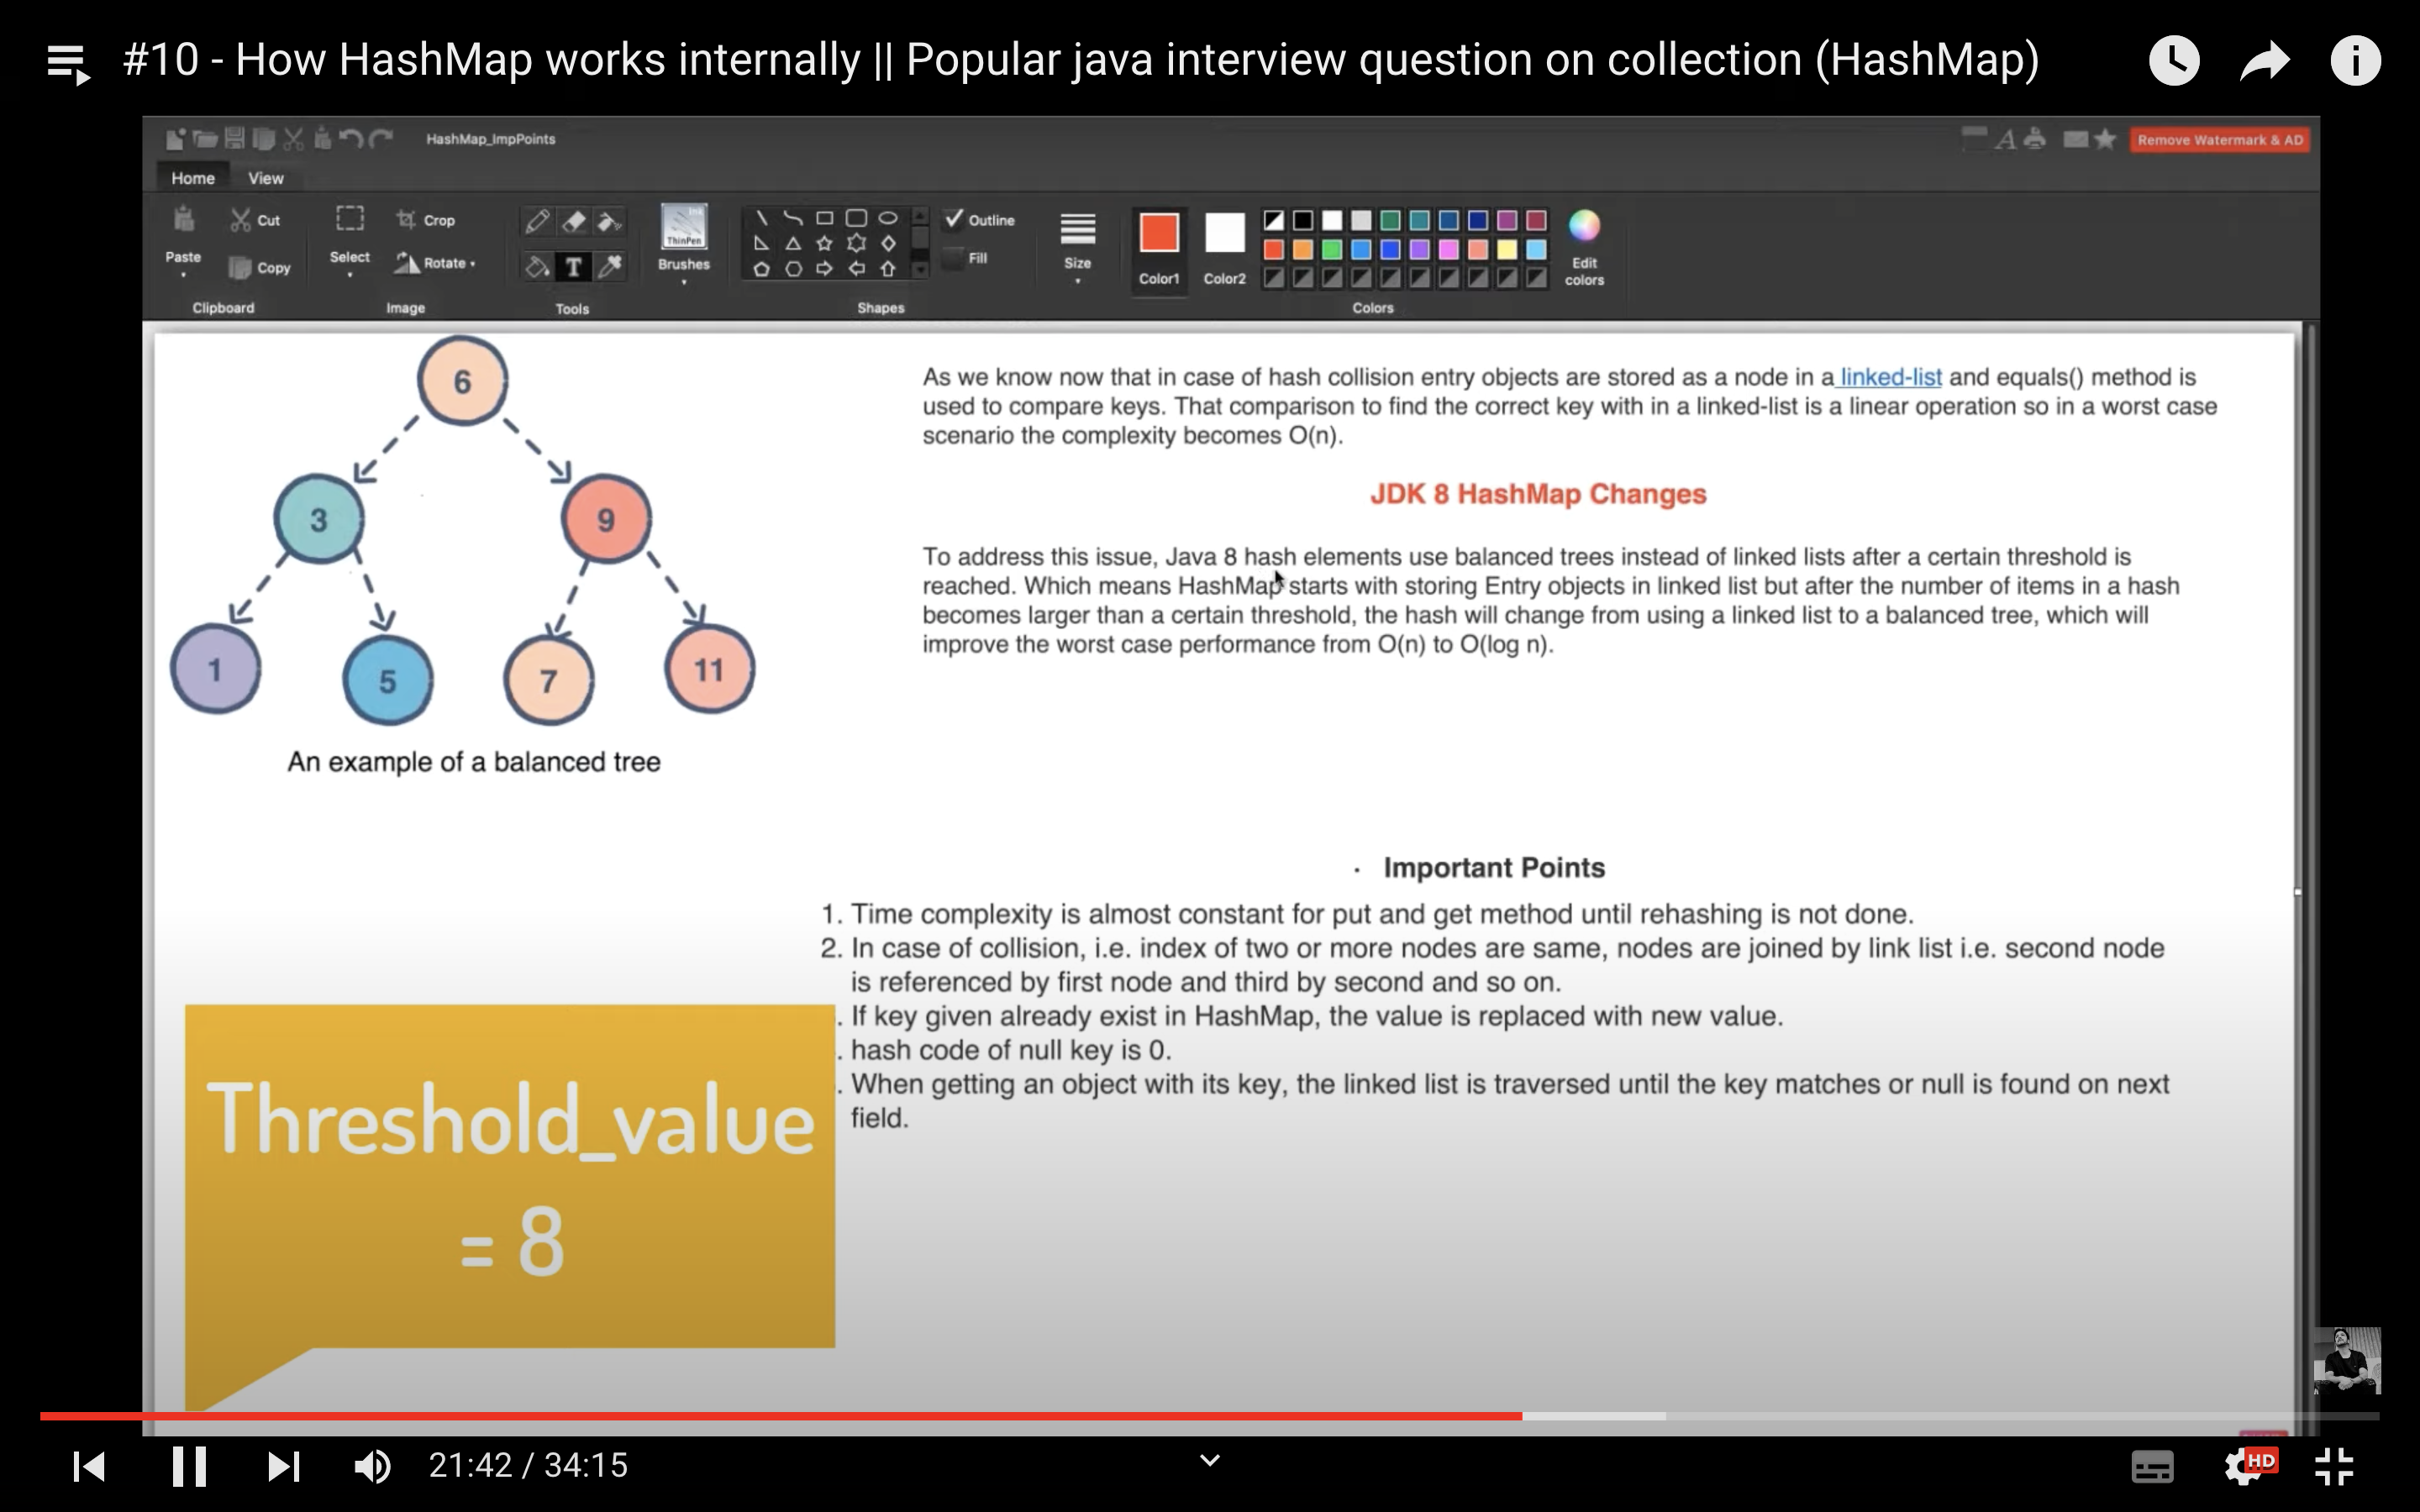 #10 - How HashMap works internally || Popular java interview question on collection (HashMap)
HashMap_ImpPoints
Remove Watermark & AD
Home View
Paste Cut Copy Select Crop Rotate Brushes Outline Fill Size Color1 Color2 Edit colors
ThinPen
Clipboard Image Tools Shapes Colors
6
3 9
1 5 7 11
An example of a balanced tree
As we know now that in case of hash collision entry objects are stored as a node in a linked-list and equals() method is
used to compare keys. That comparison to find the correct key with in a linked-list is a linear operation so in a worst case
scenario the complexity becomes O(n).
JDK 8 HashMap Changes
To address this issue, Java 8 hash elements use balanced trees instead of linked lists after a certain threshold is
reached. Which means HashMap starts with storing Entry objects in linked list but after the number of items in a hash
becomes larger than a certain threshold, the hash will change from using a linked list to a balanced tree, which will
improve the worst case performance from O(n) to O(log n).
· Important Points
1. Time complexity is almost constant for put and get method until rehashing is not done.
2. In case of collision, i.e. index of two or more nodes are same, nodes are joined by link list i.e. second node
is referenced by first node and third by second and so on.
. If key given already exist in HashMap, the value is replaced with new value.
. hash code of null key is 0.
. When getting an object with its key, the linked list is traversed until the key matches or null is found on next
field.
Threshold_value
= 8
21:42 / 34:15
HD